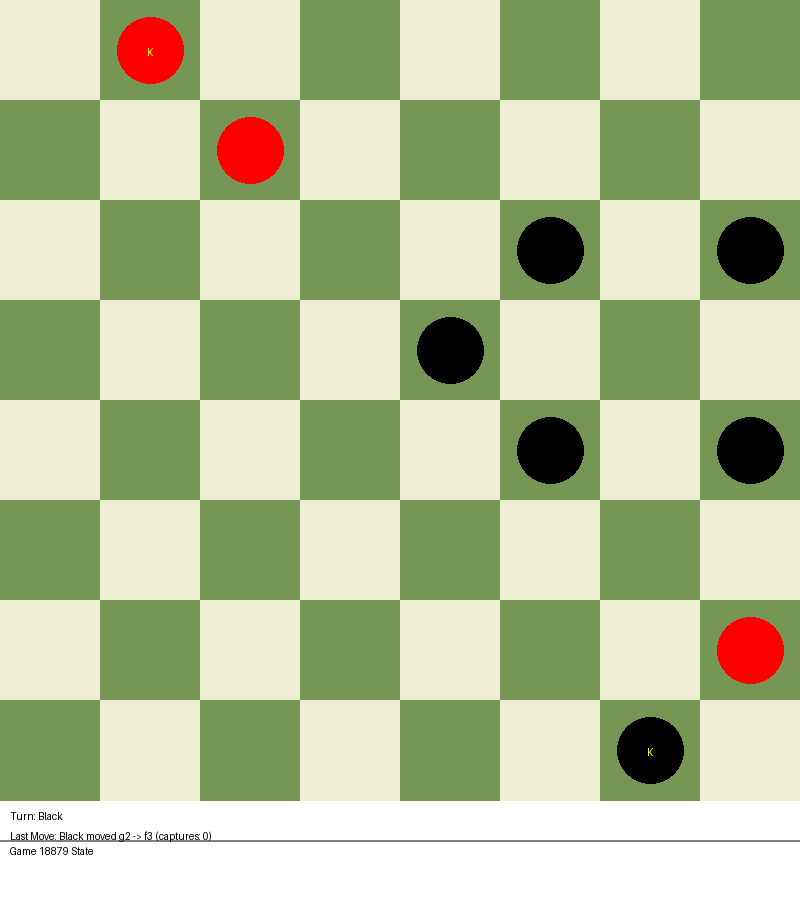 K
K
Turn: Black
Last Move: Black moved g2 -> f3 (captures: 0)
Game 18879 State